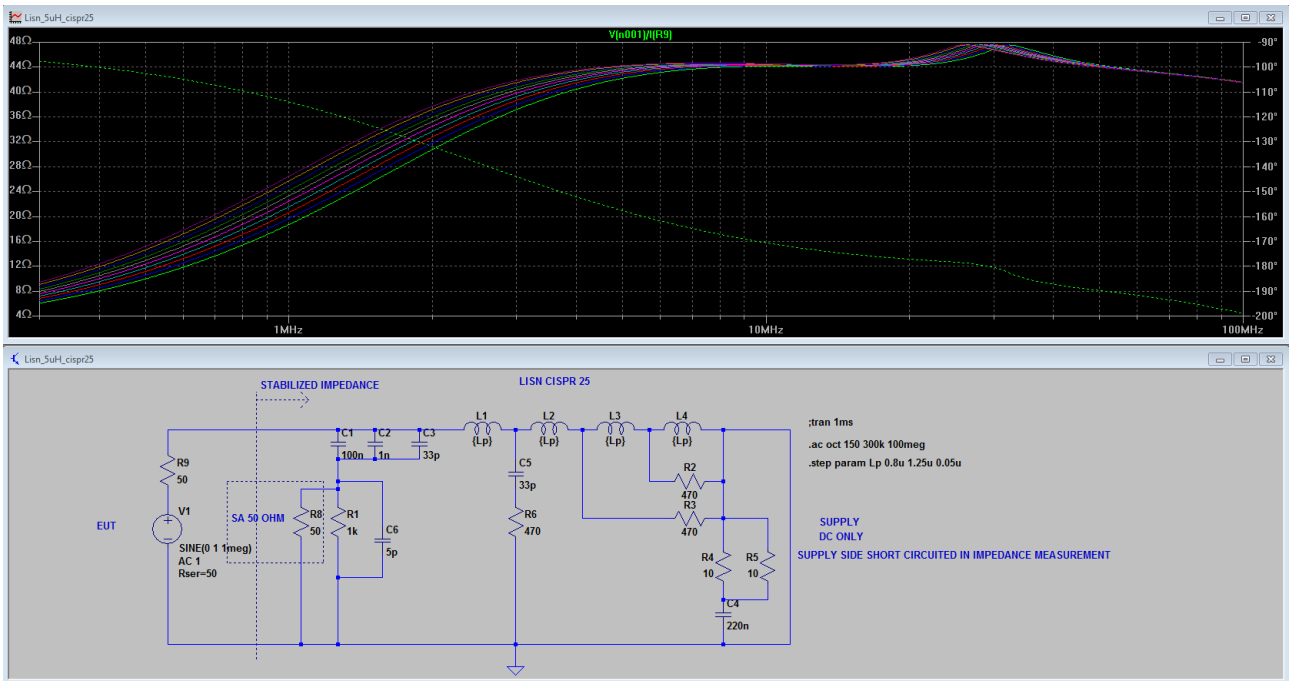 Lisn_5uH_cispr25
V(n001)/I(R9)
48Ω
44Ω
40Ω
36Ω
32Ω
28Ω
24Ω
20Ω
16Ω
12Ω
8Ω
4Ω
-90°
-100°
-110°
-120°
-130°
-140°
-150°
-160°
-170°
-180°
-190°
-200°
1MHz
10MHz
100MHz
Lisn_5uH_cispr25
STABILIZED IMPEDANCE
LISN CISPR 25
L1
{Lp}
L2
{Lp}
L3
{Lp}
L4
{Lp}
;tran 1ms
.ac oct 150 300k 100meg
.step param Lp 0.8u 1.25u 0.05u
C1
100n
C2
1n
C3
33p
R9
50
C5
33p
R2
470
R3
470
V1
EUT
SINE(0 1 1meg)
AC 1
Rser=50
SA 50 OHM
R8
50
R1
1k
C6
5p
R6
470
R4
10
R5
10
C4
220n
SUPPLY
DC ONLY
SUPPLY SIDE SHORT CIRCUITED IN IMPEDANCE MEASUREMENT